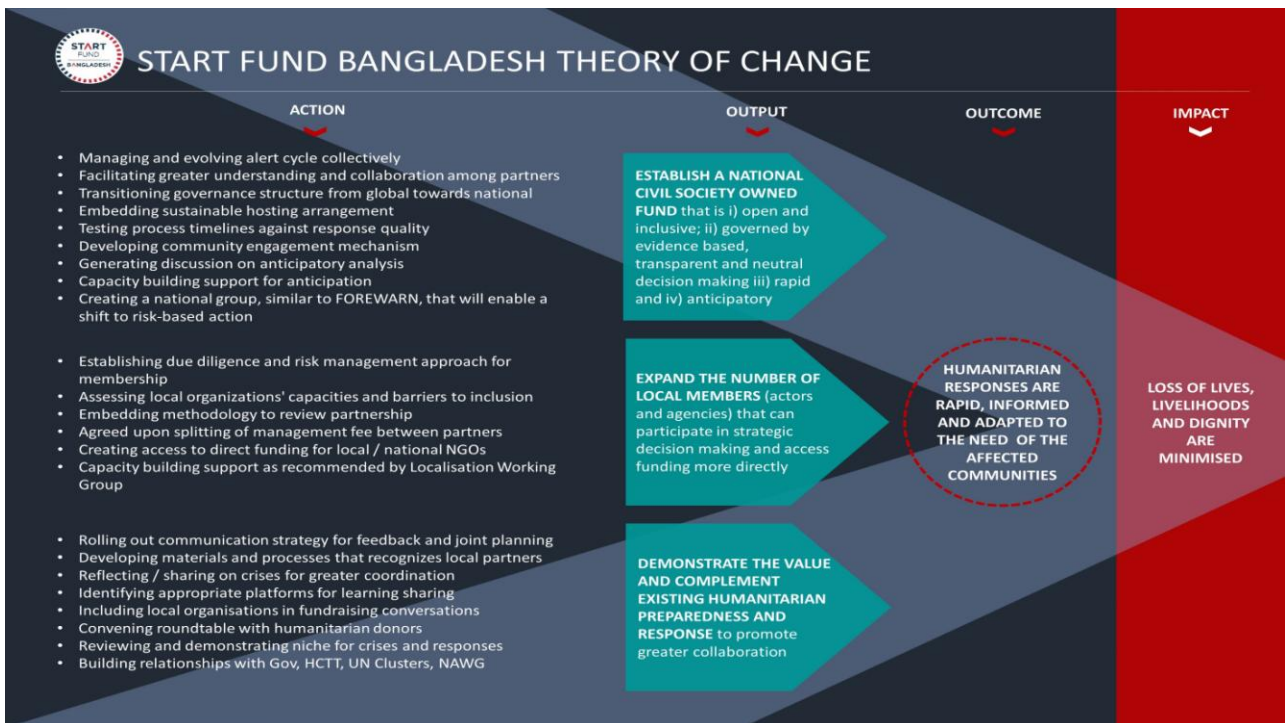 START
FUND
BANGLADESH
START FUND BANGLADESH THEORY OF CHANGE
ACTION
OUTPUT
OUTCOME
IMPACT
• Managing and evolving alert cycle collectively
• Facilitating greater understanding and collaboration among partners
• Transitioning governance structure from global towards national
• Embedding sustainable hosting arrangement
• Testing process timelines against response quality
• Developing community engagement mechanism
• Generating discussion on anticipatory analysis
• Capacity building support for anticipation
• Creating a national group, similar to FOREWARN, that will enable a
shift to risk-based action
ESTABLISH A NATIONAL
CIVIL SOCIETY OWNED
FUND that is i) open and
inclusive; ii) governed by
evidence based,
transparent and neutral
decision making iii) rapid
and iv) anticipatory
• Establishing due diligence and risk management approach for
membership
• Assessing local organizations' capacities and barriers to inclusion
• Embedding methodology to review partnership
• Agreed upon splitting of management fee between partners
• Creating access to direct funding for local / national NGOs
• Capacity building support as recommended by Localisation Working
Group
EXPAND THE NUMBER OF
LOCAL MEMBERS (actors
and agencies) that can
participate in strategic
decision making and access
funding more directly
HUMANITARIAN
RESPONSES ARE
RAPID, INFORMED
AND ADAPTED TO
THE NEED OF THE
AFFECTED
COMMUNITIES
LOSS OF LIVES,
LIVELIHOODS
AND DIGNITY
ARE
MINIMISED
• Rolling out communication strategy for feedback and joint planning
• Developing materials and processes that recognizes local partners
• Reflecting / sharing on crises for greater coordination
• Identifying appropriate platforms for learning sharing
• Including local organisations in fundraising conversations
• Convening roundtable with humanitarian donors
• Reviewing and demonstrating niche for crises and responses
• Building relationships with Gov, HCTT, UN Clusters, NAWG
DEMONSTRATE THE VALUE
AND COMPLEMENT
EXISTING HUMANITARIAN
PREPAREDNESS AND
RESPONSE to promote
greater collaboration